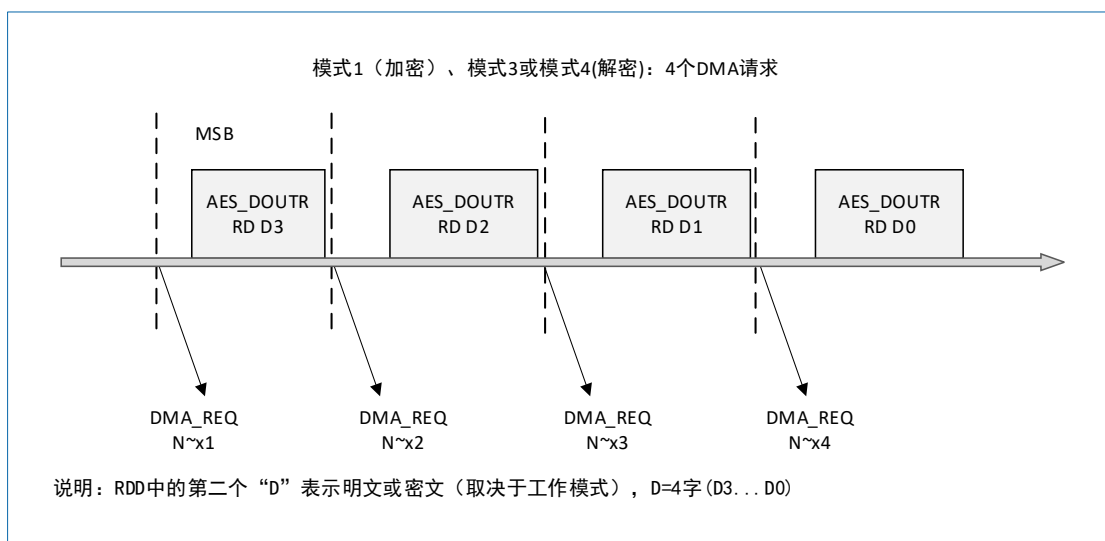 模式1（加密）、模式3或模式4(解密)：4个DMA请求
MSB
AES_DOUTR
RD D3
AES_DOUTR
RD D2
AES_DOUTR
RD D1
AES_DOUTR
RD D0
DMA_REQ
N~x1
DMA_REQ
N~x2
DMA_REQ
N~x3
DMA_REQ
N~x4
说明：RDD中的第二个“D”表示明文或密文（取决于工作模式），D=4字(D3...D0)